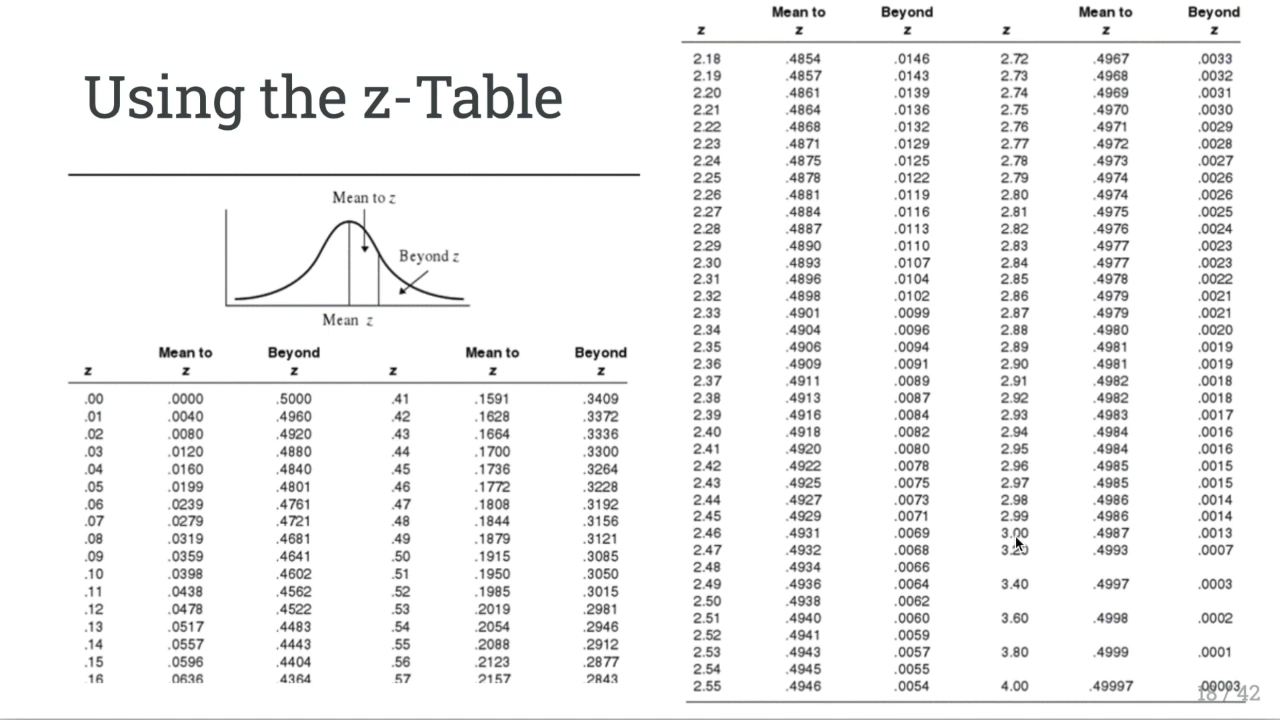 Using the z-Table
Mean to z
Beyond z
Mean z
Mean to Beyond Mean to Beyond
z z z z z z
.00 .0000 .5000 .41 .1591 .3409
.01 .0040 .4960 .42 .1628 .3372
.02 .0080 .4920 .43 .1664 .3336
.03 .0120 .4880 .44 .1700 .3300
.04 .0160 .4840 .45 .1736 .3264
.05 .0199 .4801 .46 .1772 .3228
.06 .0239 .4761 .47 .1808 .3192
.07 .0279 .4721 .48 .1844 .3156
.08 .0319 .4681 .49 .1879 .3121
.09 .0359 .4641 .50 .1915 .3085
.10 .0398 .4602 .51 .1950 .3050
.11 .0438 .4562 .52 .1985 .3015
.12 .0478 .4522 .53 .2019 .2981
.13 .0517 .4483 .54 .2054 .2946
.14 .0557 .4443 .55 .2088 .2912
.15 .0596 .4404 .56 .2123 .2877
.16 .0636 .4364 .57 .2157 .2843
Mean to Beyond Mean to Beyond
z z z z z z
2.18 .4854 .0146 2.72 .4967 .0033
2.19 .4857 .0143 2.73 .4968 .0032
2.20 .4861 .0139 2.74 .4969 .0031
2.21 .4864 .0136 2.75 .4970 .0030
2.22 .4868 .0132 2.76 .4971 .0029
2.23 .4871 .0129 2.77 .4972 .0028
2.24 .4875 .0125 2.78 .4973 .0027
2.25 .4878 .0122 2.79 .4974 .0026
2.26 .4881 .0119 2.80 .4974 .0026
2.27 .4884 .0116 2.81 .4975 .0025
2.28 .4887 .0113 2.82 .4976 .0024
2.29 .4890 .0110 2.83 .4977 .0023
2.30 .4893 .0107 2.84 .4977 .0023
2.31 .4896 .0104 2.85 .4978 .0022
2.32 .4898 .0102 2.86 .4979 .0021
2.33 .4901 .0099 2.87 .4979 .0021
2.34 .4904 .0096 2.88 .4980 .0020
2.35 .4906 .0094 2.89 .4981 .0019
2.36 .4909 .0091 2.90 .4981 .0019
2.37 .4911 .0089 2.91 .4982 .0018
2.38 .4913 .0087 2.92 .4982 .0018
2.39 .4916 .0084 2.93 .4983 .0017
2.40 .4918 .0082 2.94 .4984 .0016
2.41 .4920 .0080 2.95 .4984 .0016
2.42 .4922 .0078 2.96 .4985 .0015
2.43 .4925 .0075 2.97 .4985 .0015
2.44 .4927 .0073 2.98 .4986 .0014
2.45 .4929 .0071 2.99 .4986 .0014
2.46 .4931 .0069 3.00 .4987 .0013
2.47 .4932 .0068 .4993 .0007
2.48 .4934 .0066
2.49 .4936 .0064 3.40 .4997 .0003
2.50 .4938 .0062
2.51 .4940 .0060 3.60 .4998 .0002
2.52 .4941 .0059
2.53 .4943 .0057 3.80 .4999 .0001
2.54 .4945 .0055
2.55 .4946 .0054 4.00 .49997 .00003
18 / 42